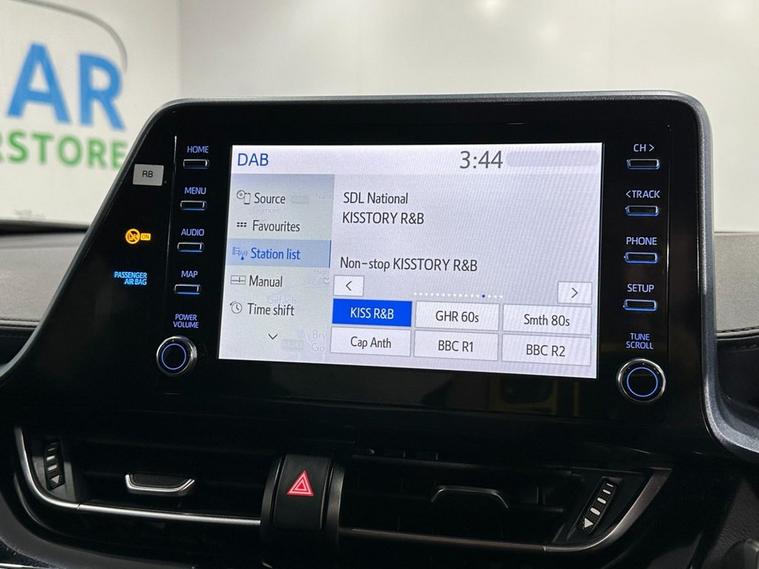 AR
RSTORE
RB
ON
PASSENGER
AIR BAG
HOME
MENU
AUDIO
MAP
POWER
VOLUME
DAB
3:44
Source
Favourites
Station list
Manual
Time shift
SDL National
KISSTORY R&B
Non-stop KISSTORY R&B
KISS R&B
GHR 60s
Smth 80s
Cap Anth
BBC R1
BBC R2
CH >
< TRACK
PHONE
SETUP
TUNE
SCROLL